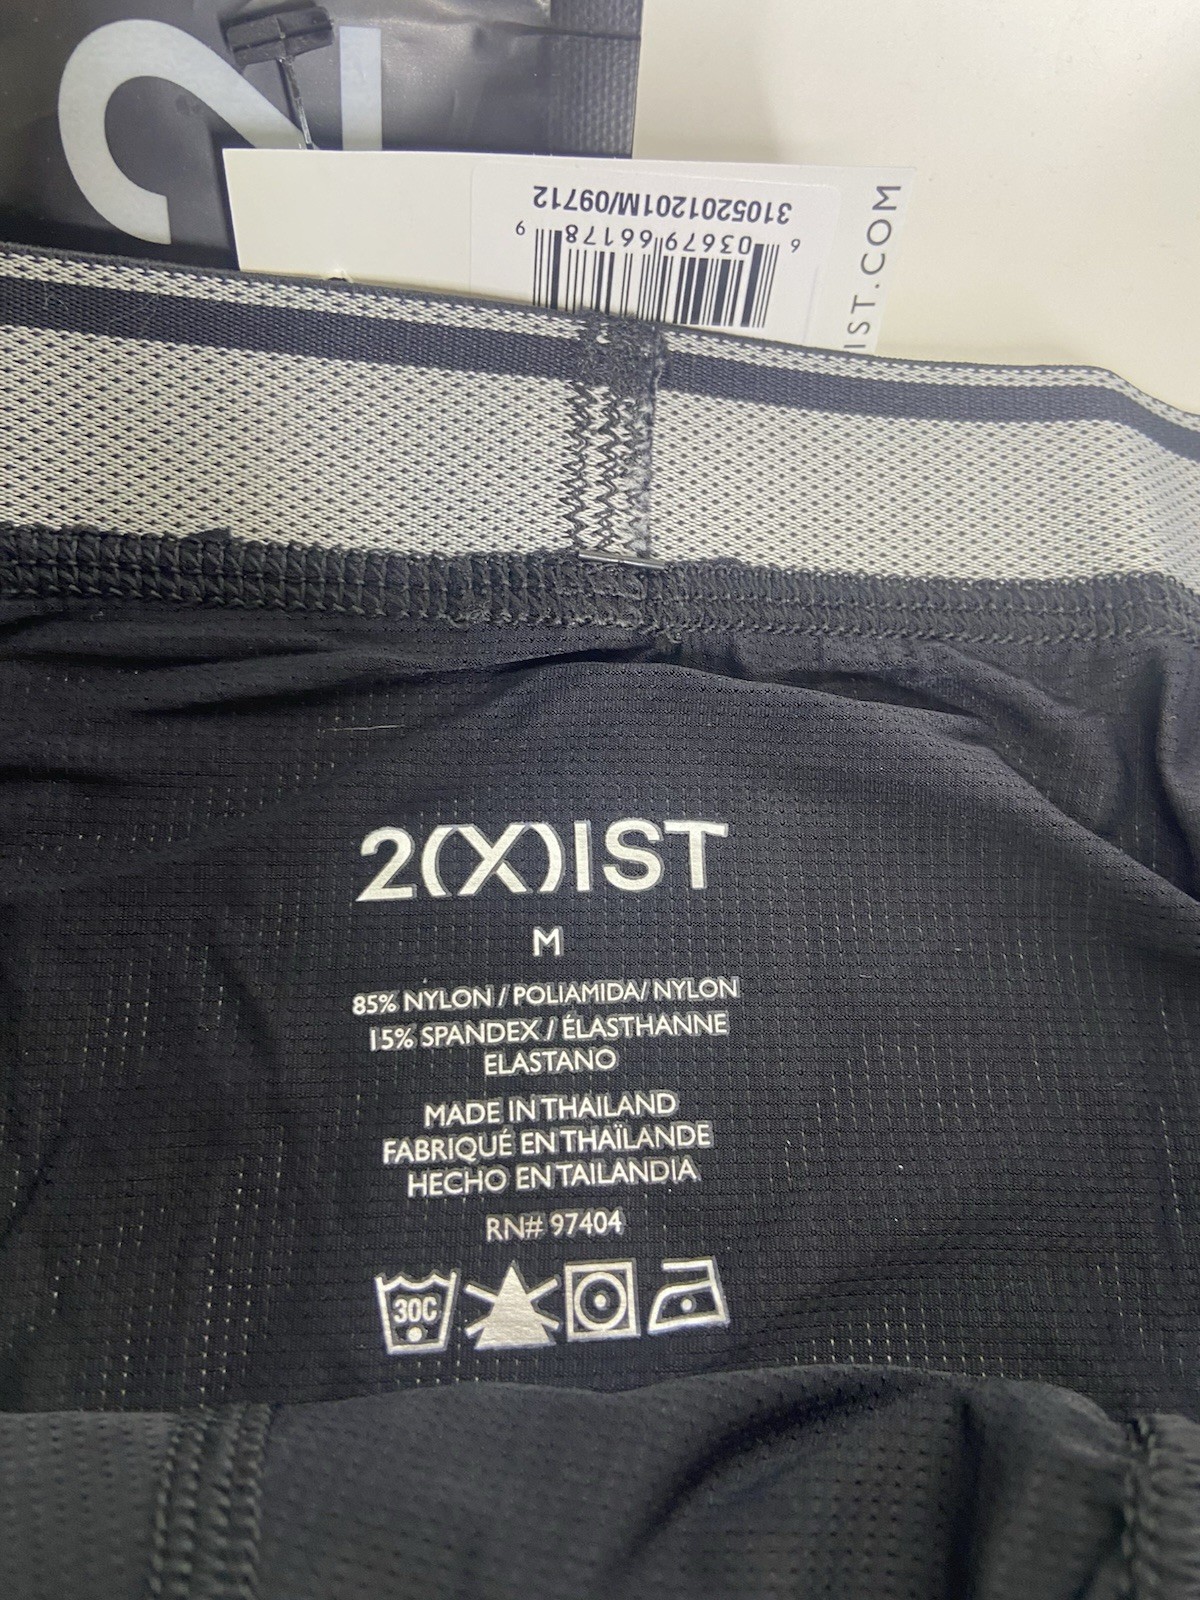 2
3105201201M/09712
6 03679 66178 9
IST.COM
2(X)IST
M
85% NYLON / POLIAMIDA/ NYLON
15% SPANDEX / ÉLASTHANNE
ELASTANO
MADE IN THAILAND
FABRIQUÉ EN THAÏLANDE
HECHO EN TAILANDIA
RN# 97404
30C